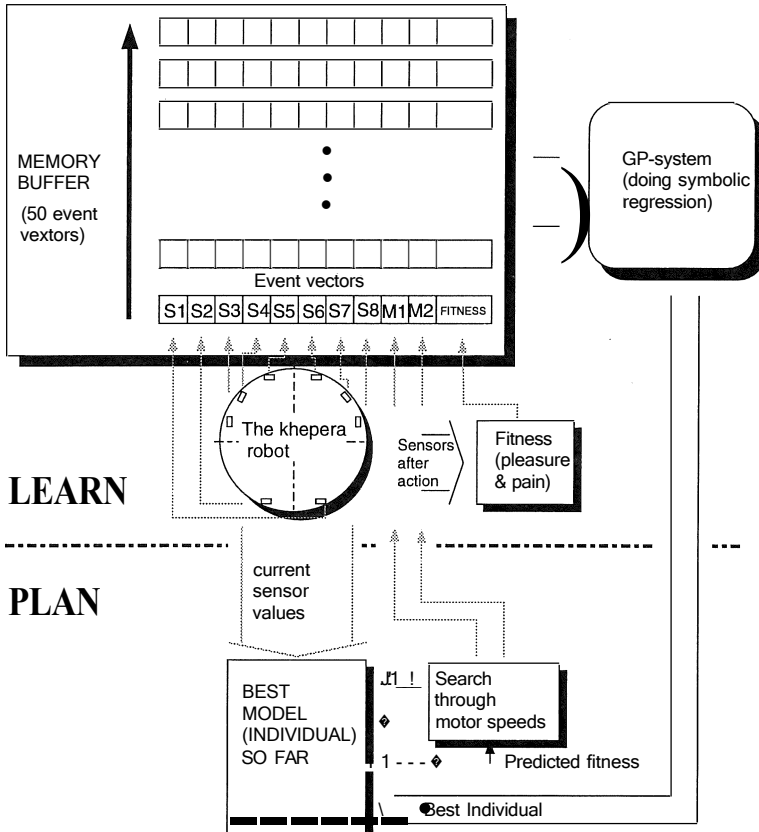 MEMORY
BUFFER
(50 event
vextors)
GP-system
(doing symbolic
regression)
Event vectors
S1 S2 S3 S4 S5 S6 S7 S8 M1 M2 FITNESS
The khepera
robot
Sensors
after
action
Fitness
(pleasure
& pain)
LEARN
PLAN
current
sensor
values
BEST
MODEL
(INDIVIDUAL)
SO FAR
Search
through
motor speeds
Predicted fitness
Best Individual